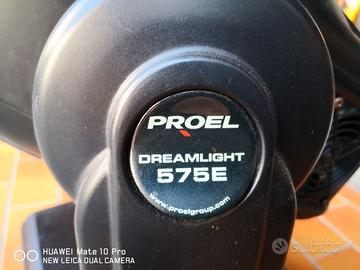 PROEL
DREAMLIGHT
575E
www.proelgroup.com
HUAWEI Mate 10 Pro
NEW LEICA DUAL CAMERA
subito